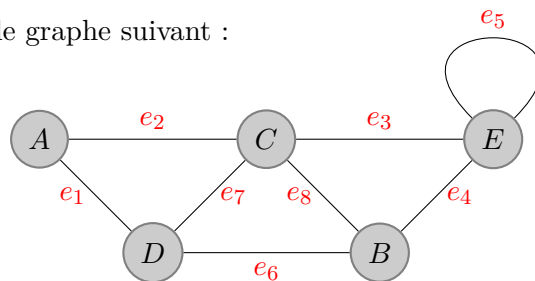 le graphe suivant :
e₅
A e₂ C e₃ E
e₁ e₇ e₈ e₄
D e₆ B